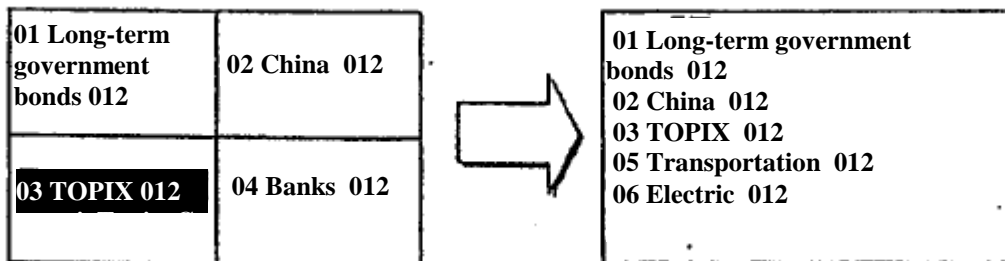 01 Long-term
government
bonds 012
02 China 012
03 TOPIX 012
04 Banks 012
01 Long-term government
bonds 012
02 China 012
03 TOPIX 012
05 Transportation 012
06 Electric 012